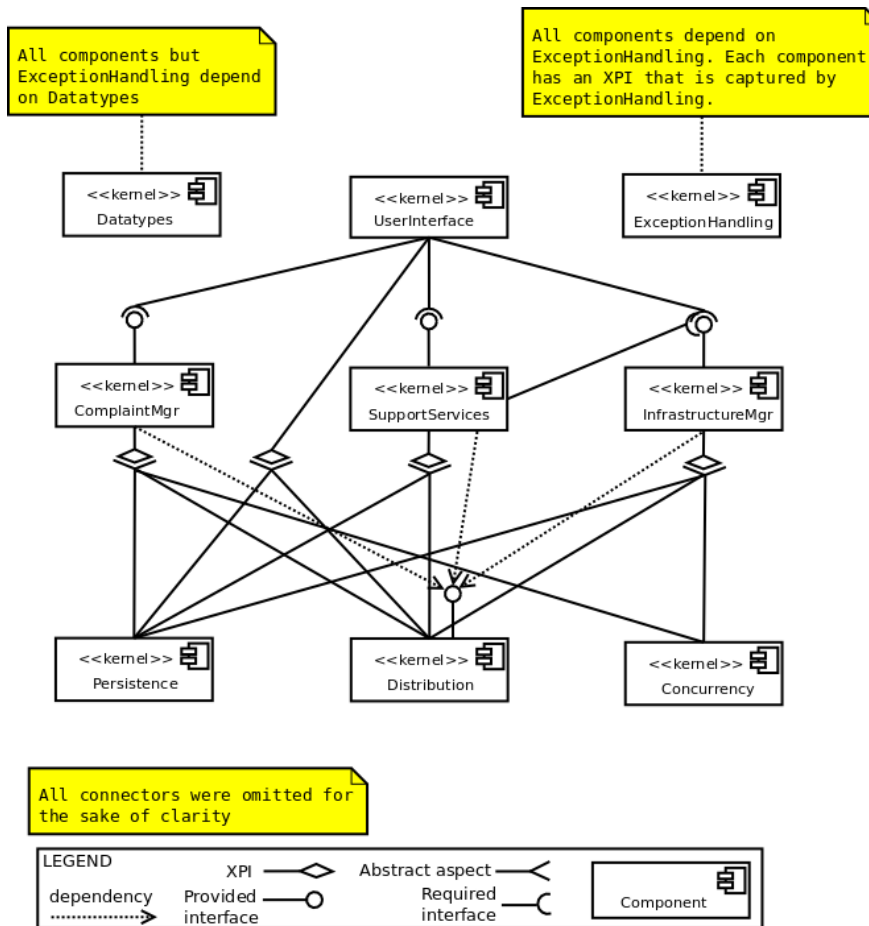 All components but
ExceptionHandling depend
on Datatypes
All components depend on
ExceptionHandling. Each component
has an XPI that is captured by
ExceptionHandling.
<<kernel>>
Datatypes
<<kernel>>
UserInterface
<<kernel>>
ExceptionHandling
<<kernel>>
ComplaintMgr
<<kernel>>
SupportServices
<<kernel>>
InfrastructureMgr
<<kernel>>
Persistence
<<kernel>>
Distribution
<<kernel>>
Concurrency
All connectors were omitted for
the sake of clarity
LEGEND
XPI
Abstract aspect
dependency
Provided
interface
Required
interface
Component